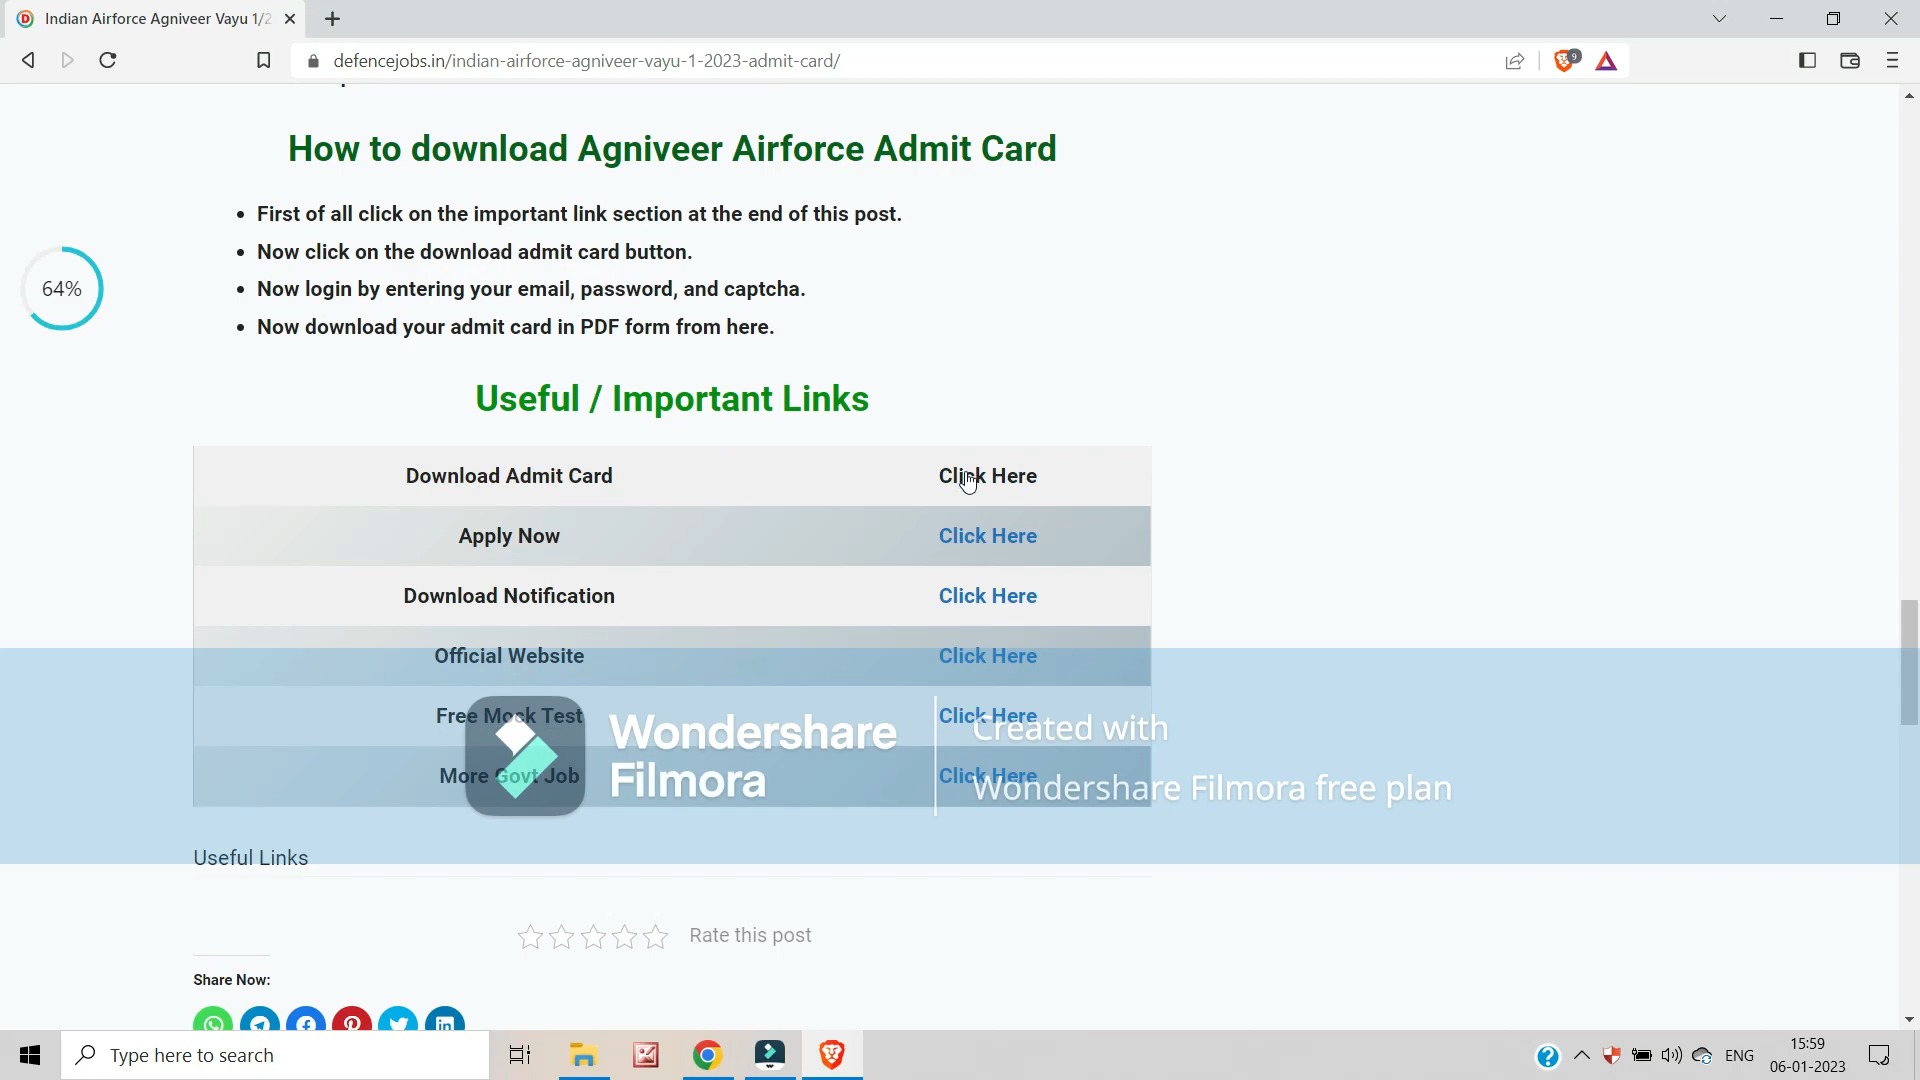 Indian Airforce Agniveer Vayu 1/2
defencejobs.in/indian-airforce-agniveer-vayu-1-2023-admit-card/
9
How to download Agniveer Airforce Admit Card
• First of all click on the important link section at the end of this post.
• Now click on the download admit card button.
• Now login by entering your email, password, and captcha.
• Now download your admit card in PDF form from here.
64%
Useful / Important Links
Download Admit Card Click Here
Apply Now Click Here
Download Notification Click Here
Official Website Click Here
Free Mock Test Click Here
More Govt Job Click Here
Wondershare
Filmora
Created with
Wondershare Filmora free plan
Useful Links
Rate this post
Share Now:
Type here to search
ENG
15:59
06-01-2023